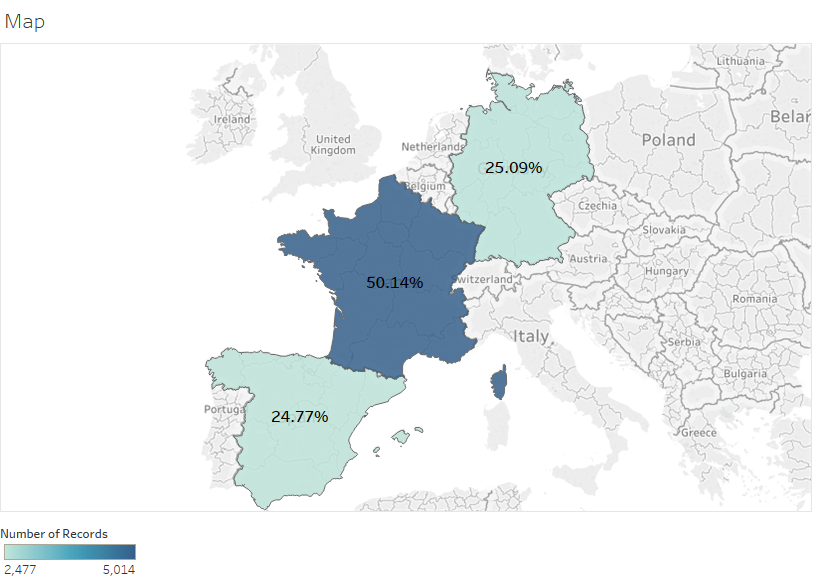 Map
Lithuania
Belar
Ireland
United
Kingdom
Netherlands
Poland
25.09%
Belgium
Czechia
Slovakia
Austria
Hungary
50.14%
Switzerland
Romania
Italy
Serbia
Bulgaria
24.77%
Portuga
Greece
Number of Records
2,477 5,014